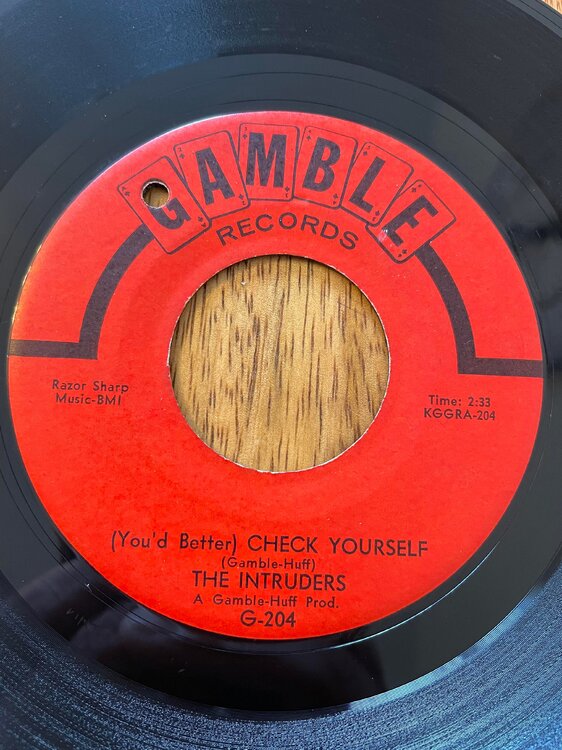 GAMBLE
RECORDS
Razor Sharp
Music-BMI
Time: 2:33
KGGRA-204
(You'd Better) CHECK YOURSELF
(Gamble-Huff)
THE INTRUDERS
A Gamble-Huff Prod.
G-204